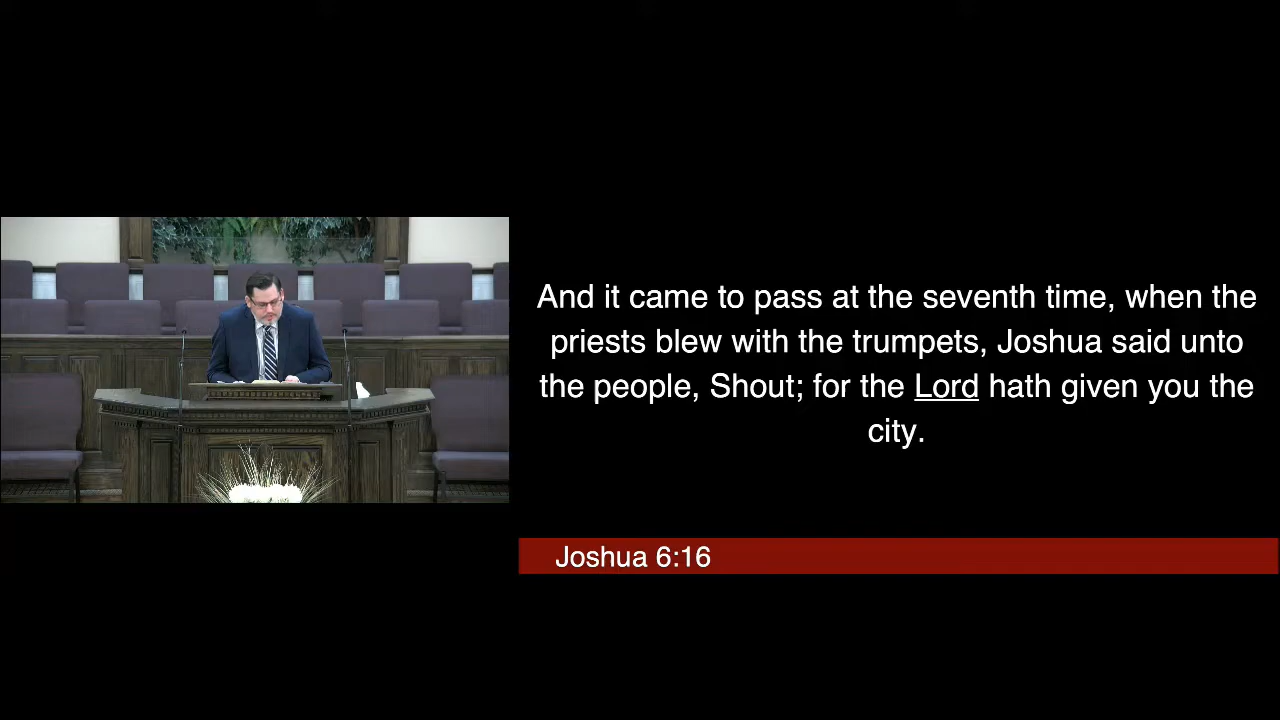 And it came to pass at the seventh time, when the
priests blew with the trumpets, Joshua said unto
the people, Shout; for the Lord hath given you the
city.
Joshua 6:16